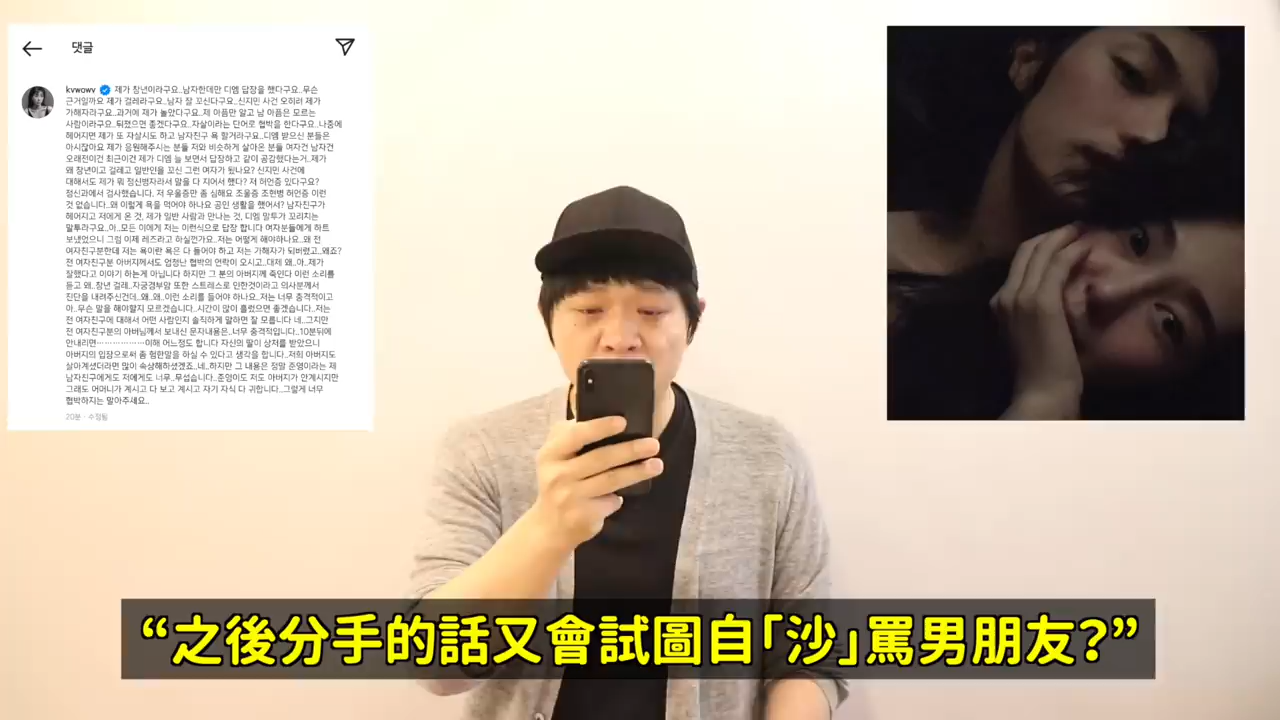 댓글
kvwowv 제가 창년이라구요..남자한데만 디엠 답장을 했다구요..무슨
근거일까요 제가 걸레라구요..남자 잘 꼬신다구요..신지민 사건 오히려 제가
가해자라구요..과거에 제가 놀았다구요..저 아픔만 알고 남 아픔은 모르는
사람이라구요..뒤졌으면 좋겠다구요..자살이라는 단어로 협박을 한다구요..나중에
헤어지면 제가 또 자살시도 하고 남자친구 욕 할거라구요..디엠 받으신 분들은
아시잖아요 제가 응원해주시는 분들 저와 비슷하게 살아온 분들 여자건 남자건
오래전이건 최근이건 제가 디엠 늘 보면서 답장하고 같이 공감했다는거..제가
왜 창년이고 걸레고 일반인을 꼬신 그런 여자가 됬나요? 신지민 사건에
대해서도 제가 뭐 정신병자라서 말을 다 지어서 했다? 저 허언증 있다구요?
정신과에서 검사했습니다. 저 우울증만 좀 심해요 조울증 조현병 허언증 이런
것 없습니다..왜 이렇게 욕을 먹어야 하나요 공인 생활을 했어서? 남자친구가
헤어지고 저에게 온 것, 제가 일반 사람과 만나는 것, 디엠 말투가 꼬리치는
말투라구요..아..모든 이에게 저는 이런식으로 답장 합니다 여자분들에게 하트
보냈었으니 그럼 이제 레즈라고 하실껀가요..저는 어떻게 해야하나요..왜 전
여자친구분한테 저는 욕이란 욕은 다 들어야 하고 저는 가해자가 되버렸고..왜죠?
전 여자친구분 아버지께서도 엄청난 협박의 연락이 오시고..대체 왜..아..제가
잘했다고 이야기 하는게 아닙니다 하지만 그 분의 아버지께 죽인다 이런 소리를
듣고 왜..창년 걸레..자궁경부암 또한 스트레스로 인한것이라고 의사분께서
진단을 내려주신건데..왜..왜..이런 소리를 들어야 하나요..저는 너무 충격적이고
아..무슨 말을 해야할지 모르겠습니다..시간이 많이 흘렀으면 좋겠습니다..저는
전 여자친구에 대해서 어떤 사람인지 솔직하게 말하면 잘 모릅니다 네..그치만
전 여자친구분의 아버님께서 보내신 문자내용은..너무 충격적입니다..10분뒤에
안내리면………………이해 어느정도 합니다 자신의 딸이 상처를 받았으니
아버지의 입장으로써 좀 험한말을 하실 수 있다고 생각을 합니다..저희 아버지도
살아계셨더라면 많이 속상해하셨겠죠..네..하지만 그 내용은 정말 준영이라는 제
남자친구에게도 저에게도 너무..무섭습니다..준영이도 저도 아버지가 안계시지만
그래도 어머니가 계시고 다 보고 계시고 자기 자식 다 귀합니다..그렇게 너무
협박하지는 말아주세요..
20분 · 수정됨
“之後分手的話又會試圖自「沙」罵男朋友？”